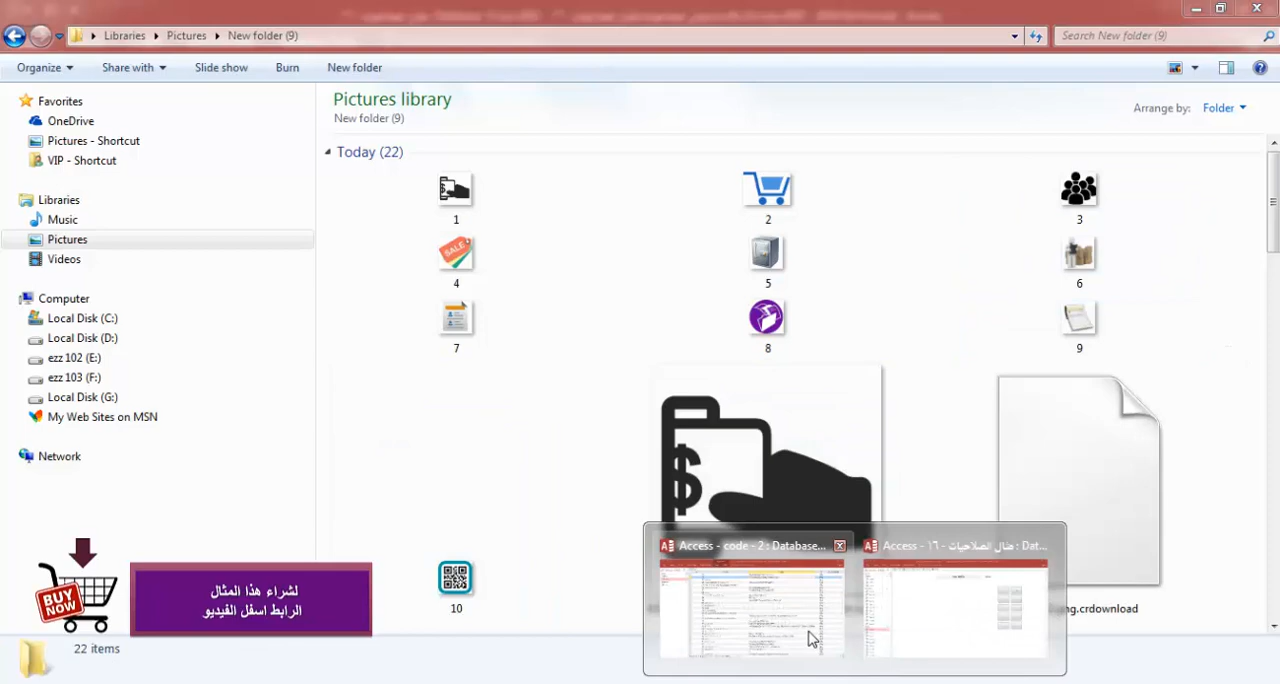 Libraries
Pictures
New folder (9)
Search New folder (9)
Organize
Share with
Slide show
Burn
New folder
Favorites
OneDrive
Pictures - Shortcut
VIP - Shortcut
Libraries
Music
Pictures
Videos
Computer
Local Disk (C:)
Local Disk (D:)
ezz 102 (E:)
ezz 103 (F:)
Local Disk (G:)
My Web Sites on MSN
Network
Pictures library
New folder (9)
Arrange by:
Folder
Today (22)
1
2
3
SALE
4
5
6
7
8
9
$
10
ng.crdownload
Access - code - 2 : Database...
Access - مثال الصلاحيات - ١٦ : Dat...
BUY NOW
لشراء هذا المثال
الرابط اسفل الفيديو
22 items